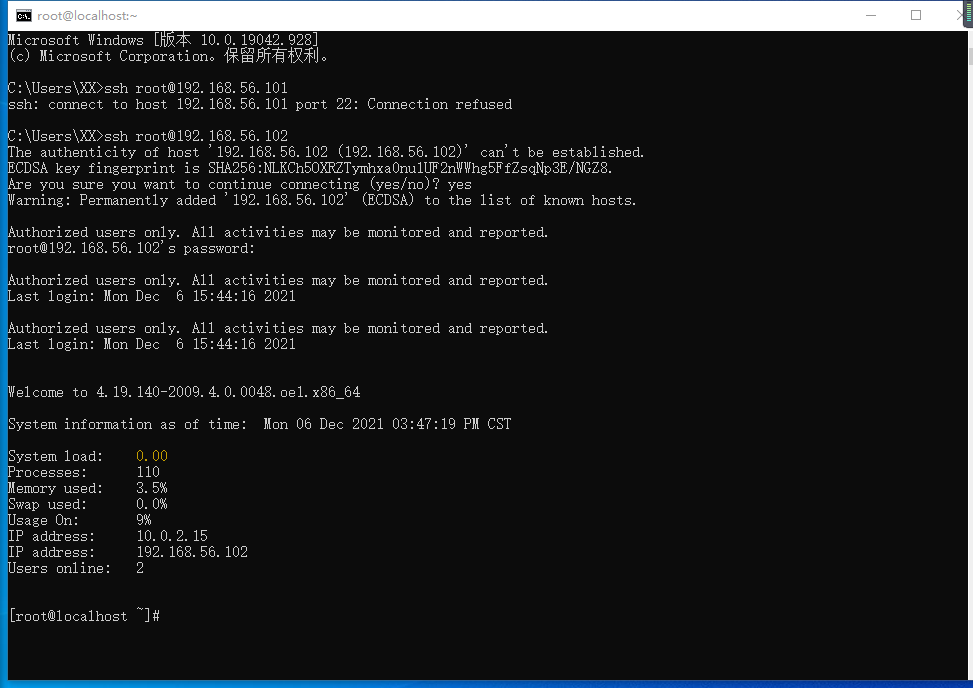 root@localhost:~
Microsoft Windows [版本 10.0.19042.928]
(c) Microsoft Corporation。保留所有权利。
C:\Users\XX>ssh root@192.168.56.101
ssh: connect to host 192.168.56.101 port 22: Connection refused
C:\Users\XX>ssh root@192.168.56.102
The authenticity of host '192.168.56.102 (192.168.56.102)' can't be established.
ECDSA key fingerprint is SHA256:NLKCh5OXRZTymhxa0nu1UF2nWWhg5FfZsqNp3E/NGZ8.
Are you sure you want to continue connecting (yes/no)? yes
Warning: Permanently added '192.168.56.102' (ECDSA) to the list of known hosts.
Authorized users only. All activities may be monitored and reported.
root@192.168.56.102's password:
Authorized users only. All activities may be monitored and reported.
Last login: Mon Dec  6 15:44:16 2021
Authorized users only. All activities may be monitored and reported.
Last login: Mon Dec  6 15:44:16 2021
Welcome to 4.19.140-2009.4.0.0048.oe1.x86_64
System information as of time:  Mon 06 Dec 2021 03:47:19 PM CST
System load:    0.00
Processes:      110
Memory used:    3.5%
Swap used:      0.0%
Usage On:       9%
IP address:     10.0.2.15
IP address:     192.168.56.102
Users online:   2
[root@localhost ~]#